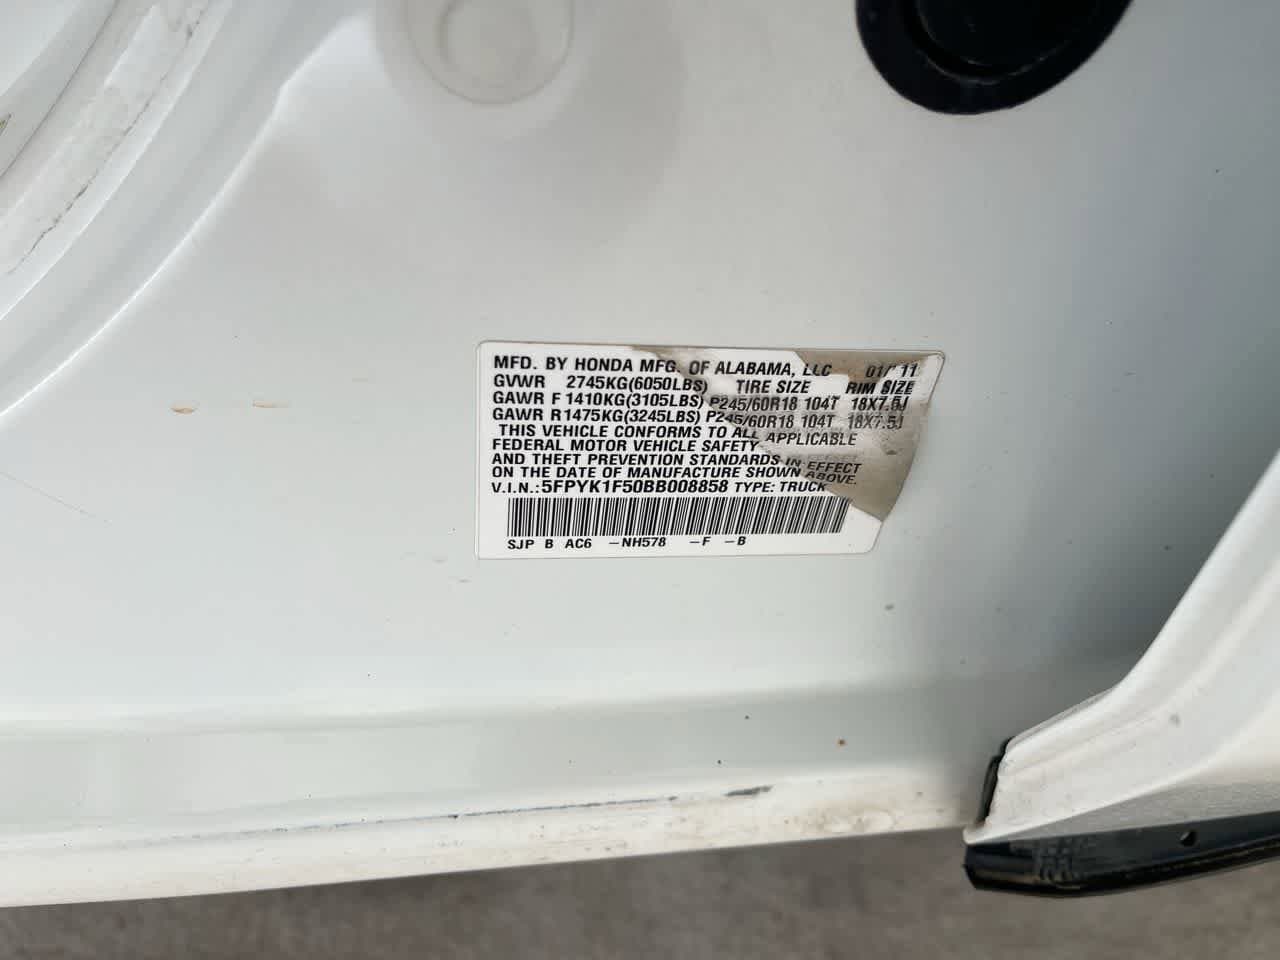 MFD. BY HONDA MFG. OF ALABAMA, LLC 01/11
GVWR 2745KG(6050LBS) TIRE SIZE RIM SIZE
GAWR F 1410KG(3105LBS) P245/60R18 104T 18X7.5J
GAWR R1475KG(3245LBS) P245/60R18 104T 18X7.5J
THIS VEHICLE CONFORMS TO ALL APPLICABLE
FEDERAL MOTOR VEHICLE SAFETY
AND THEFT PREVENTION STANDARDS IN EFFECT
ON THE DATE OF MANUFACTURE SHOWN ABOVE.
V.I.N.:5FPYK1F50BB008858 TYPE: TRUCK
SJP B AC6 -NH578 -F -B